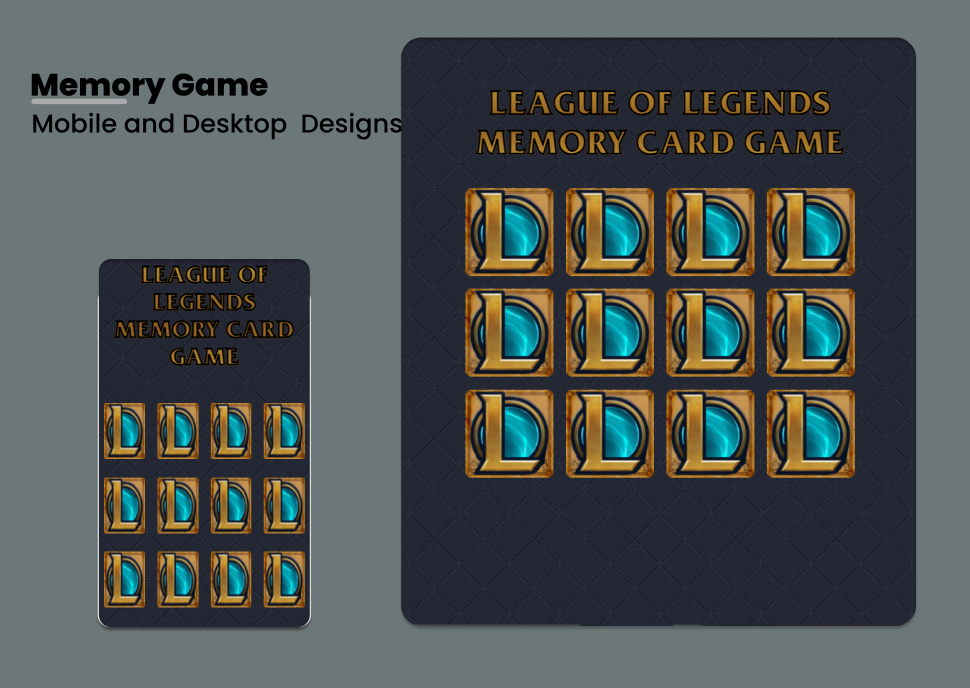 Memory Game
Mobile and Desktop Designs
LEAGUE OF LEGENDS
MEMORY CARD GAME
LEAGUE OF
LEGENDS
MEMORY CARD
GAME
L L L L
L L L L
L L L L
L L L L
L L L L
L L L L